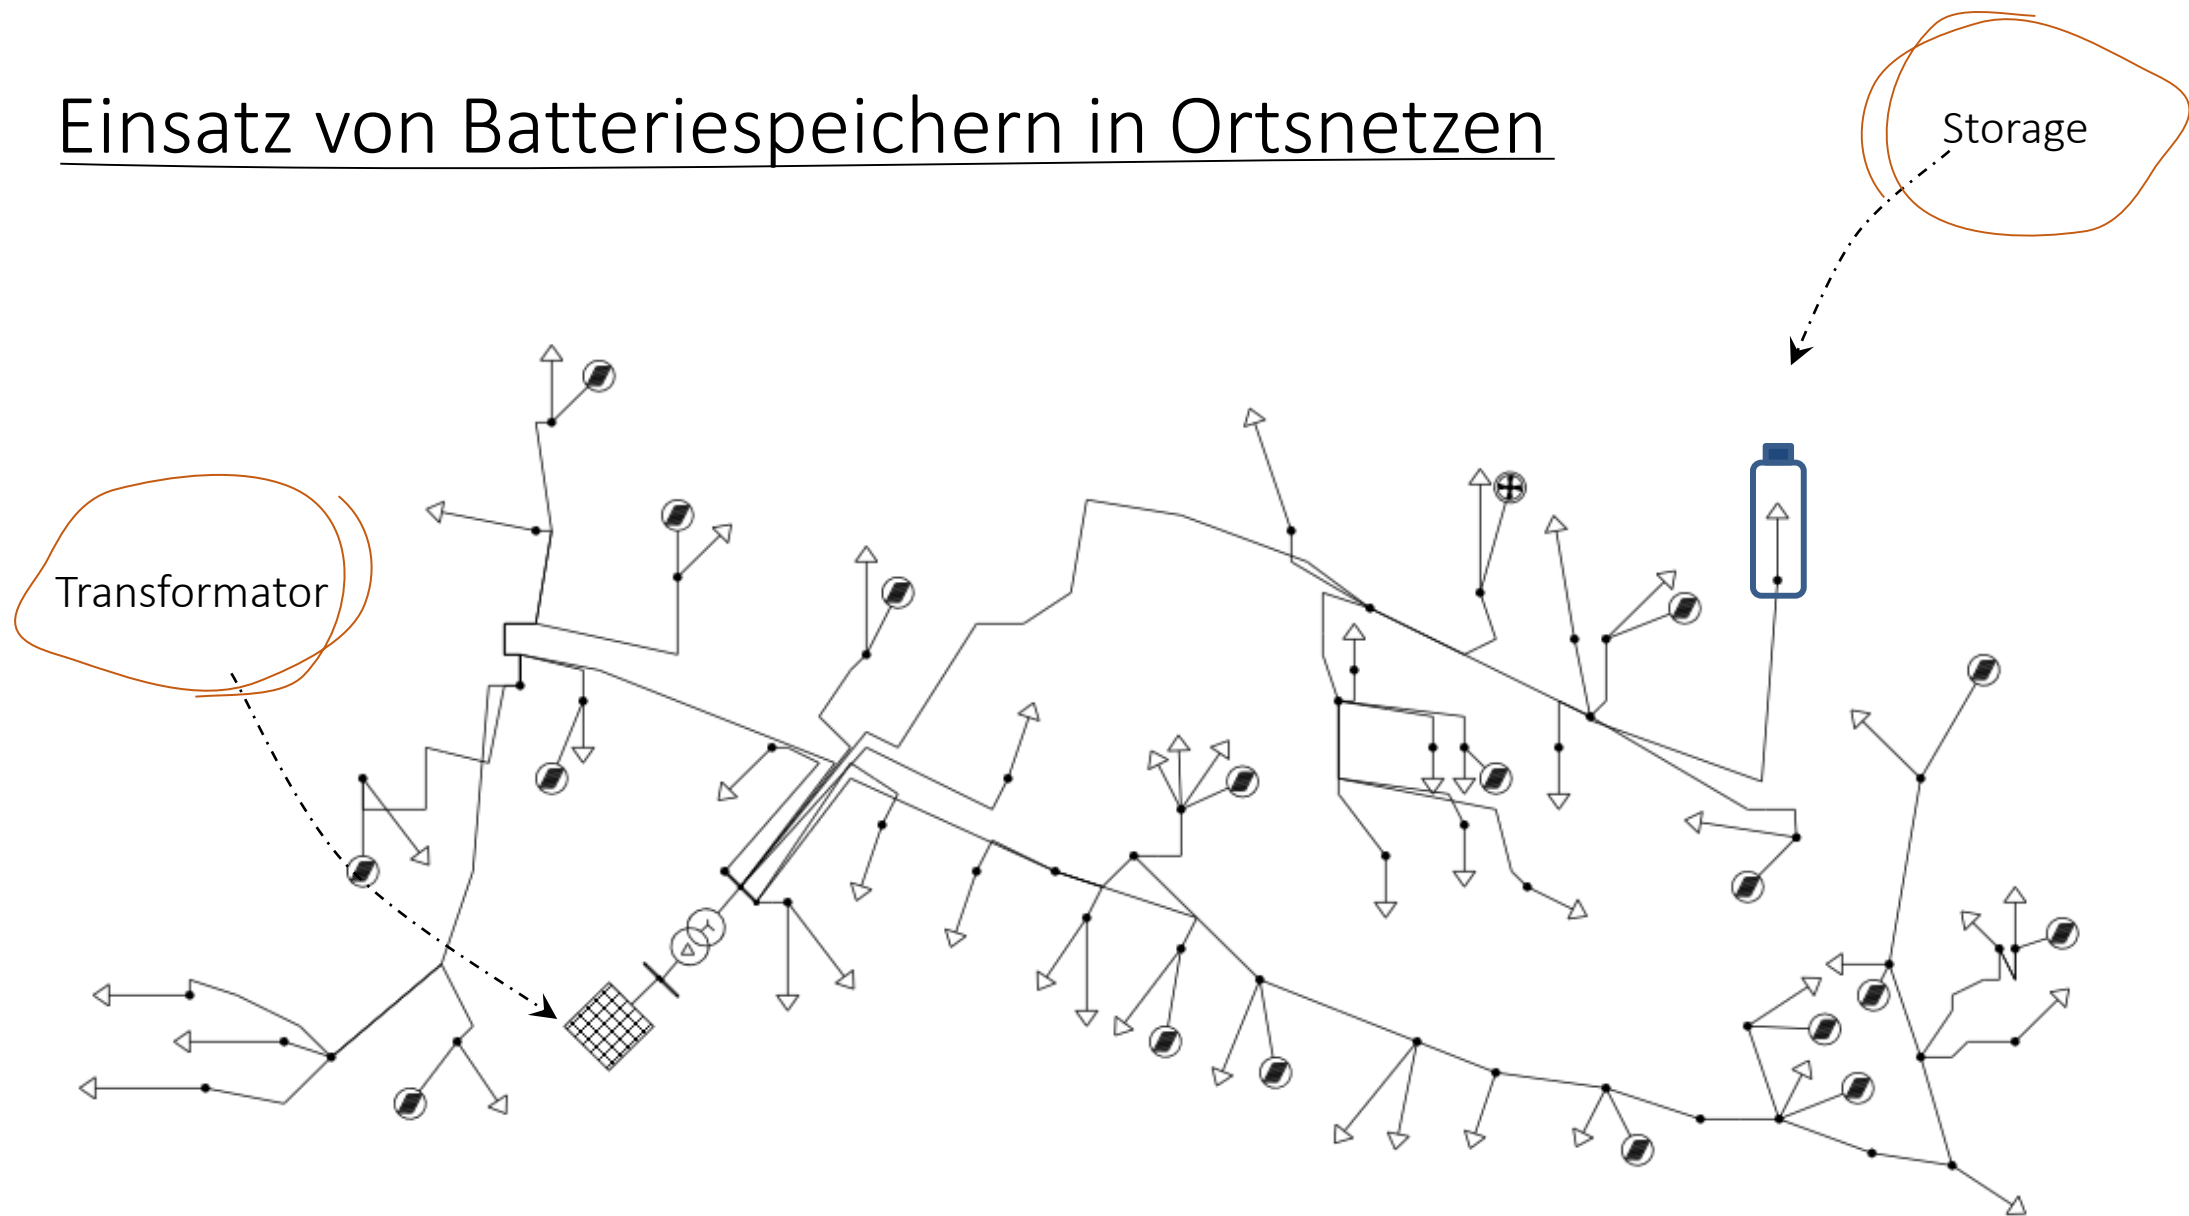 Einsatz von Batteriespeichern in Ortsnetzen
Storage
Transformator